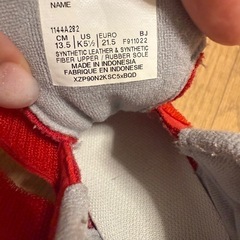 NAME
1144A282
CM | US | EURO BJ
13.5 | K5½ | 21.5 F911022
SYNTHETIC LEATHER & SYNTHETIC
FIBER UPPER / RUBBER SOLE
MADE IN INDONESIA
FABRIQUÉ EN INDONESIE
XZP90N2KSC5xBQD